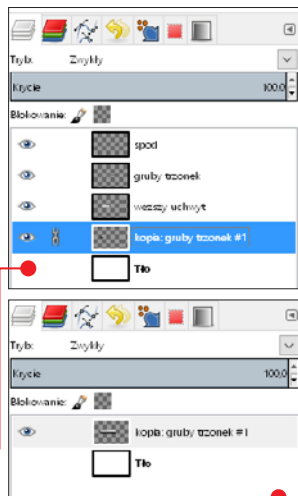 Tryb: Zwykły
Krycie 100,0
Blokowanie:
spod
gruby trzonek
węższy uchwyt
kopia: gruby trzonek #1
Tło
Tryb: Zwykły
Krycie 100,0
Blokowanie:
kopia: gruby trzonek #1
Tło